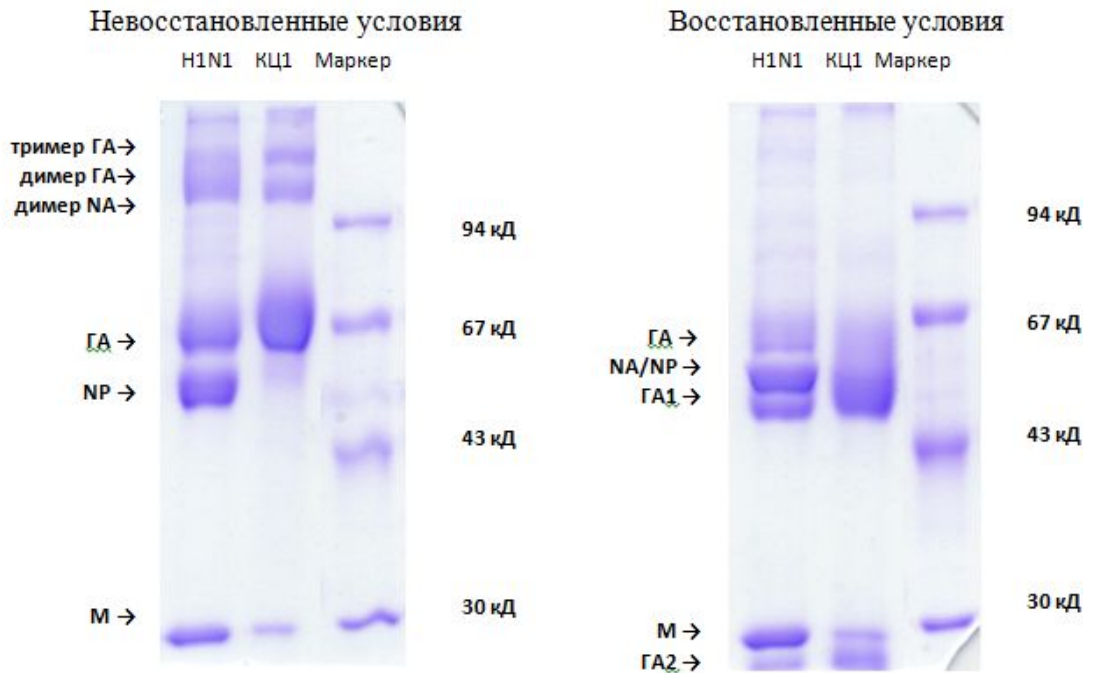 Невосстановленные условия
H1N1 КЦ1 Маркер
тример ГА→
димер ГА→
димер NA→
94 кД
ГА →
67 кД
NP →
43 кД
М →
30 кД
Восстановленные условия
H1N1 КЦ1 Маркер
94 кД
67 кД
ГА →
NA/NP →
ГА1 →
43 кД
30 кД
М →
ГА2 →